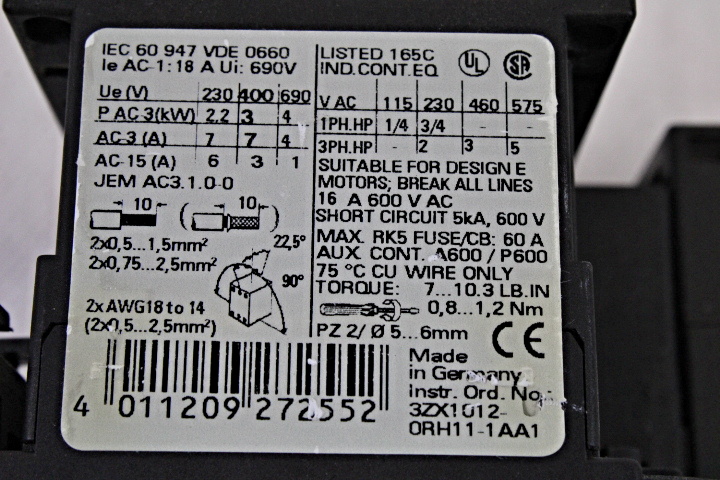 IEC 60 947 VDE 0660
Ie AC-1: 18 A Ui: 690V
Ue (V) 230 400 690
P AC 3(kW) 2.2 3 4
AC-3 (A) 7 7 4
AC-15 (A) 6 3 1
JEM AC3.1.0-0
10 ( 10 )
2x0,5...1,5mm²
2x0,75...2,5mm²
22,5°
90°
2xAWG18 to 14
(2x0,5...2,5mm²)
4 011209 272552
LISTED 165C
IND.CONT.EQ.
UL SA
V AC 115 230 460 575
1PH.HP 1/4 3/4 - -
3PH.HP - 2 3 5
SUITABLE FOR DESIGN E
MOTORS; BREAK ALL LINES
16 A 600 V AC
SHORT CIRCUIT 5kA, 600 V
MAX. RK5 FUSE/CB: 60 A
AUX. CONT. A600 / P600
75 °C CU WIRE ONLY
TORQUE: 7...10.3 LB.IN
0,8...1,2 Nm
PZ 2/ Ø 5...6mm
CE
Made
in Germany
Instr. Ord. No.:
3ZX1012-
0RH11-1AA1